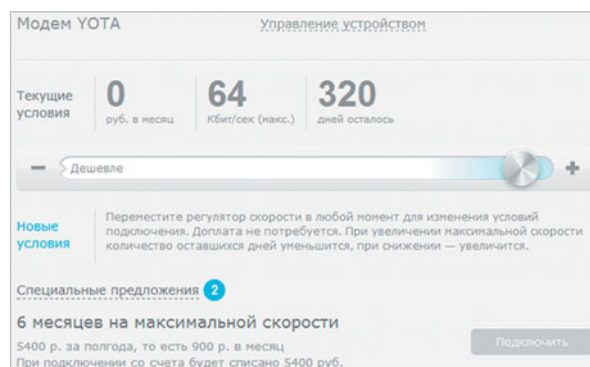 Модем YOTA
Управление устройством
Текущие условия
0
руб. в месяц
64
Кбит/сек (макс.)
320
дней осталось
Дешевле
Новые условия
Переместите регулятор скорости в любой момент для изменения условий
подключения. Доплата не потребуется. При увеличении максимальной скорости
количество оставшихся дней уменьшится, при снижении — увеличится.
Специальные предложения 2
6 месяцев на максимальной скорости
5400 р. за полгода, то есть 900 р. в месяц
При подключении со счета будет списано 5400 руб.
Подключить